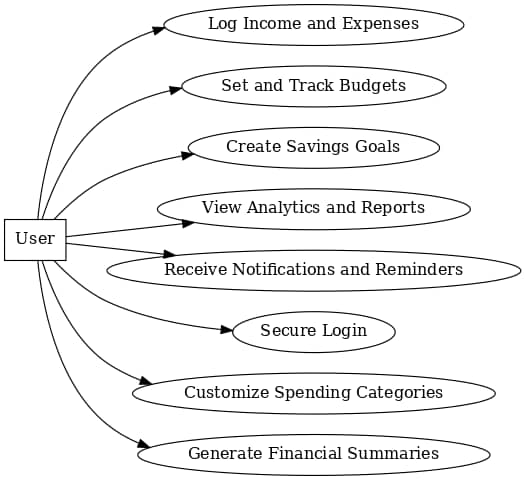 Log Income and Expenses
Set and Track Budgets
Create Savings Goals
View Analytics and Reports
User
Receive Notifications and Reminders
Secure Login
Customize Spending Categories
Generate Financial Summaries